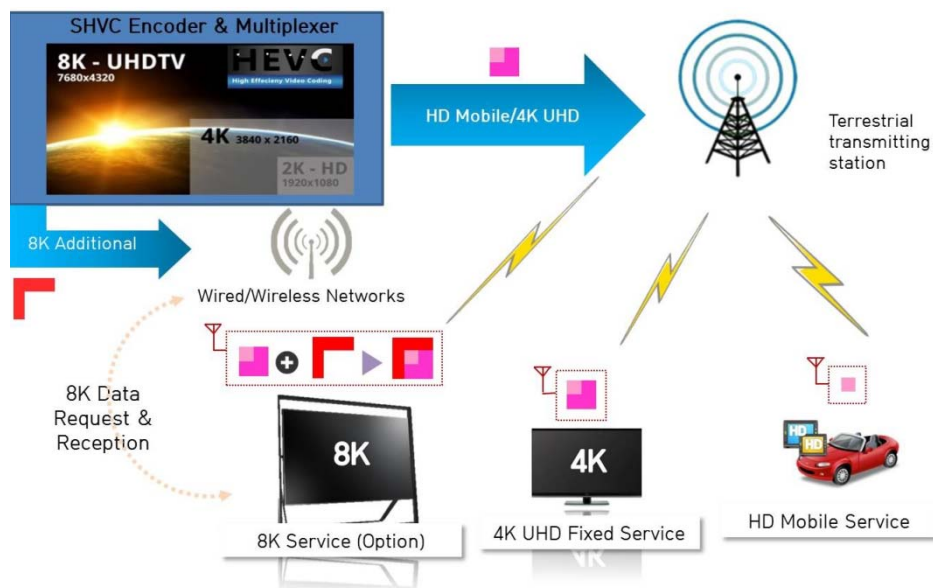 SHVC Encoder & Multiplexer
8K - UHDTV
7680x4320
HEVC
High Effecieny Video Coding
4K 3840 x 2160
2K - HD
1920x1080
HD Mobile/4K UHD
Terrestrial
transmitting
station
8K Additional
Wired/Wireless Networks
8K Data
Request &
Reception
8K
4K
HD
HD
8K Service (Option)
4K UHD Fixed Service
HD Mobile Service